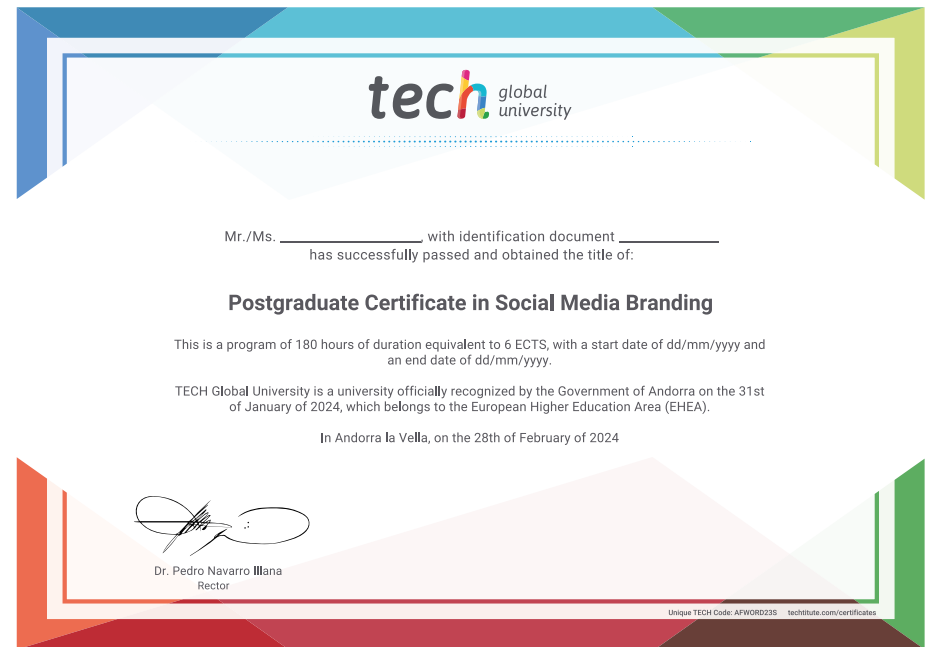 tech global
university
Mr./Ms. ____________________, with identification document ______________
has successfully passed and obtained the title of:
Postgraduate Certificate in Social Media Branding
This is a program of 180 hours of duration equivalent to 6 ECTS, with a start date of dd/mm/yyyy and
an end date of dd/mm/yyyy.
TECH Global University is a university officially recognized by the Government of Andorra on the 31st
of January of 2024, which belongs to the European Higher Education Area (EHEA).
In Andorra la Vella, on the 28th of February of 2024
Dr. Pedro Navarro Illana
Rector
Unique TECH Code: AFWORD23S techtitute.com/certificates